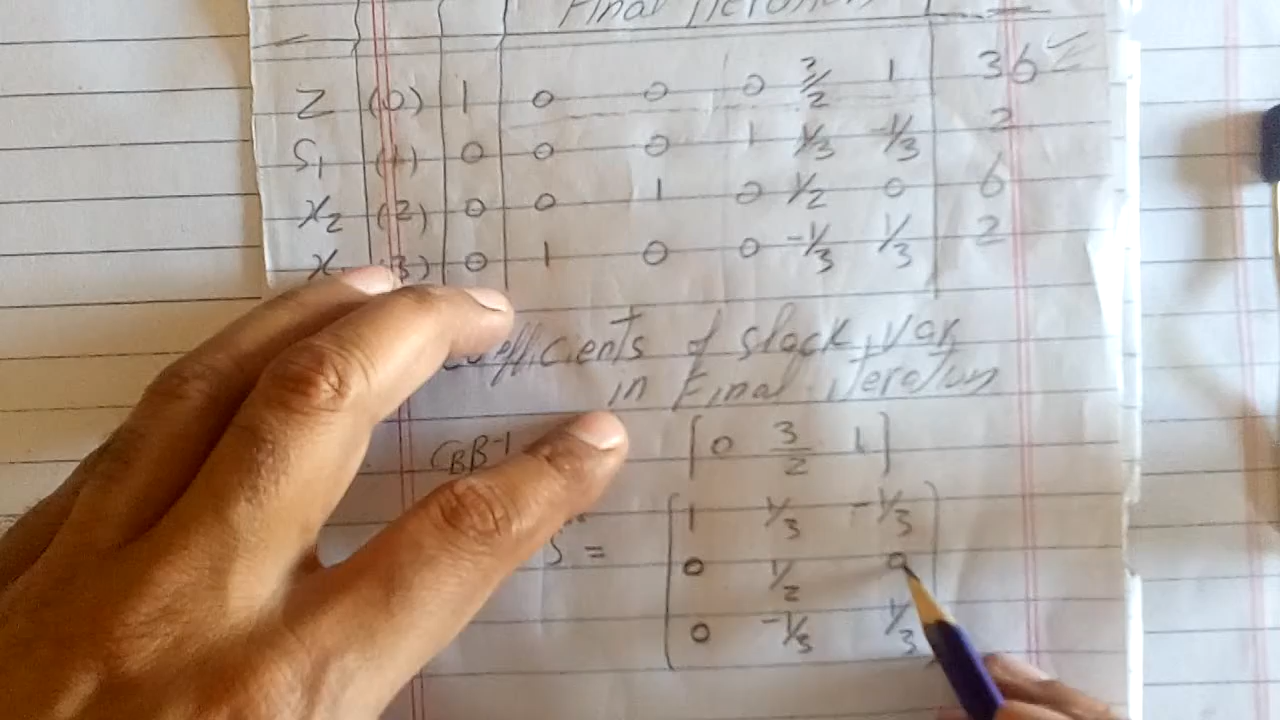 Final Iteration
Z (0) 1 0 0 0 3/2 1 36
S1 (1) 0 0 0 1 1/3 -1/3 2
x2 (2) 0 0 1 0 1/2 0 6
x (3) 0 1 0 0 -1/3 1/3 2
efficients of slack var
in Final iteration
CBB-1 [0 3/2 1]
S = [1 1/3 -1/3
0 1/2 0
0 -1/3 1/3]